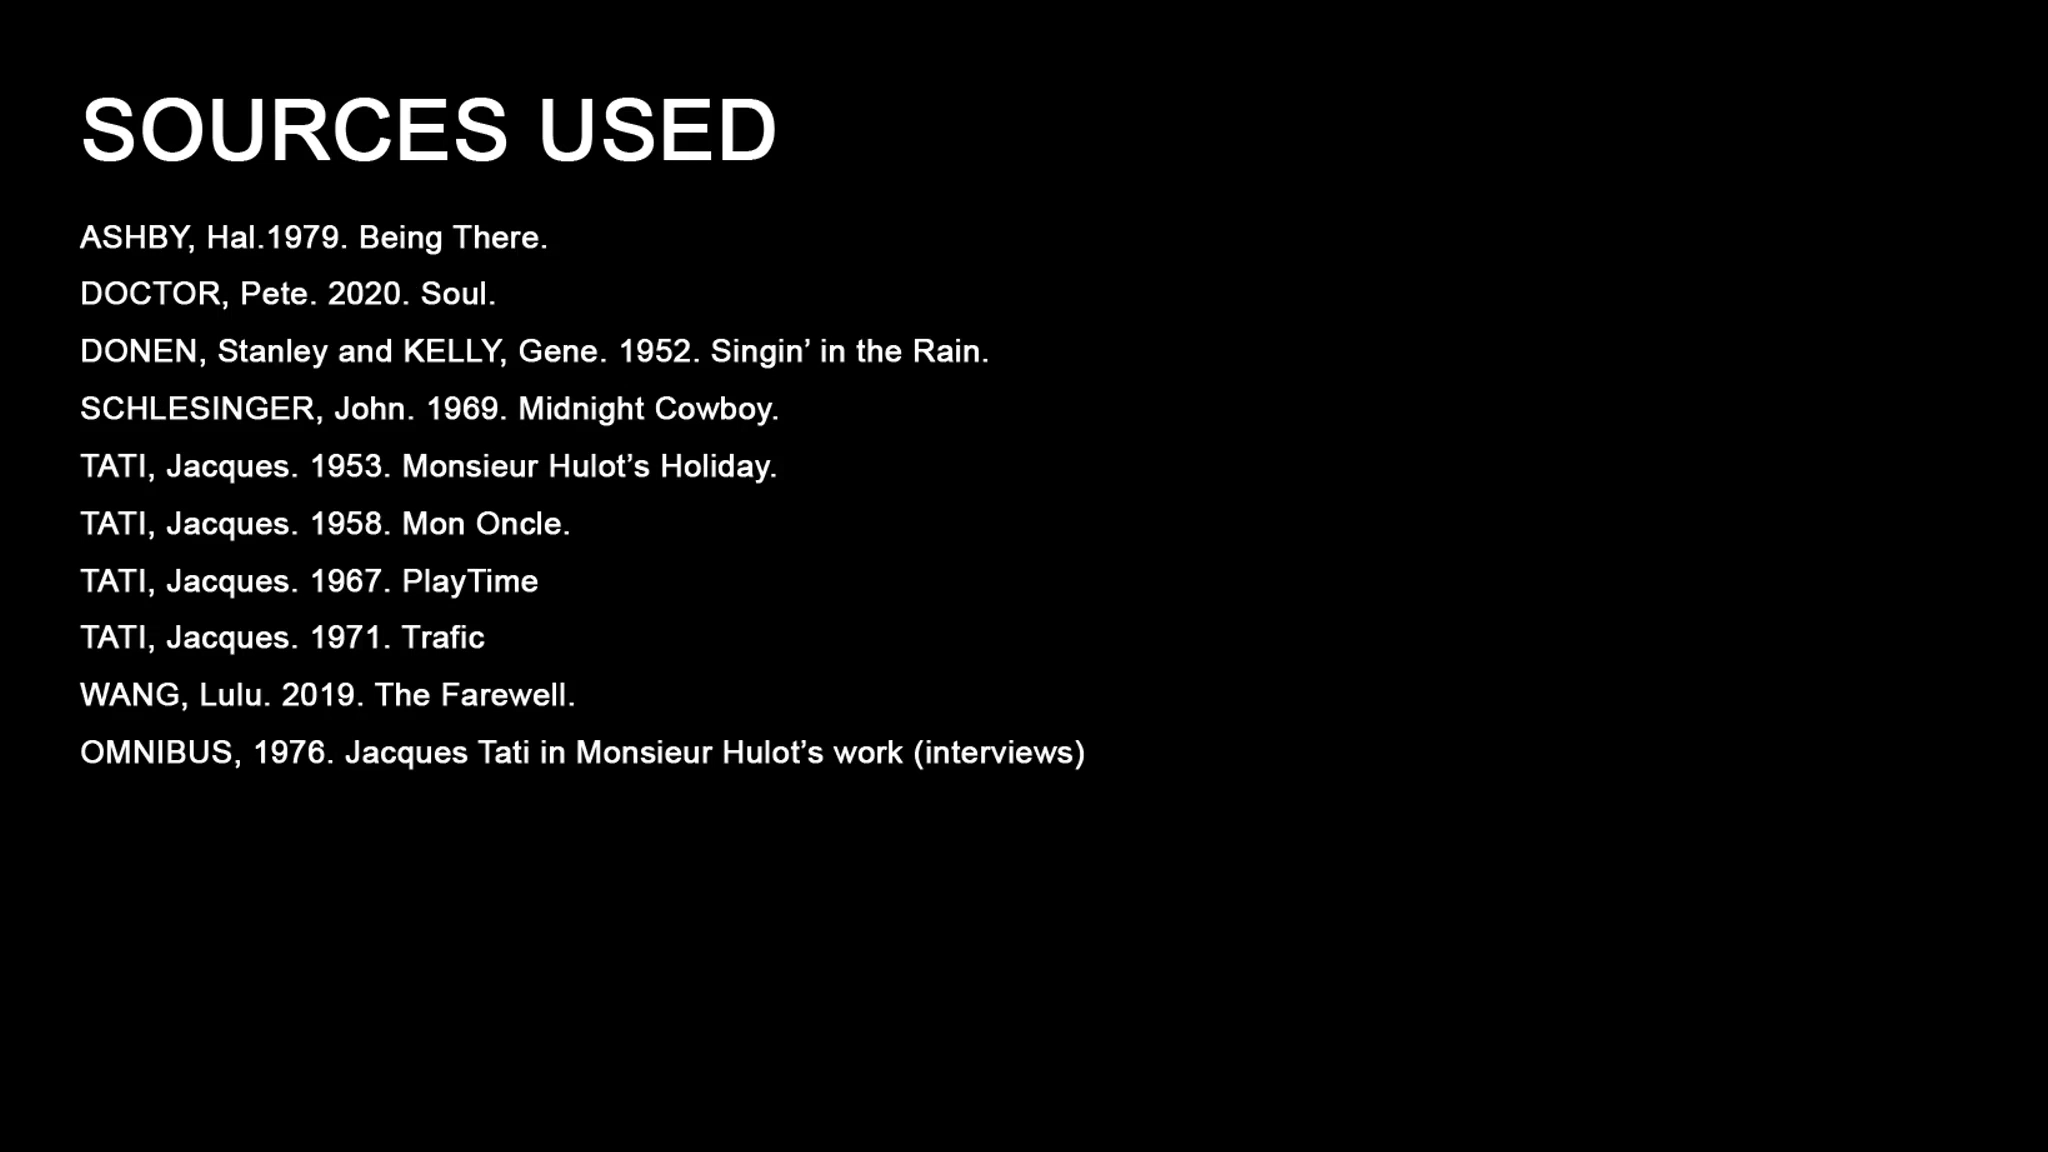 SOURCES USED
ASHBY, Hal.1979. Being There.
DOCTOR, Pete. 2020. Soul.
DONEN, Stanley and KELLY, Gene. 1952. Singin’ in the Rain.
SCHLESINGER, John. 1969. Midnight Cowboy.
TATI, Jacques. 1953. Monsieur Hulot’s Holiday.
TATI, Jacques. 1958. Mon Oncle.
TATI, Jacques. 1967. PlayTime
TATI, Jacques. 1971. Trafic
WANG, Lulu. 2019. The Farewell.
OMNIBUS, 1976. Jacques Tati in Monsieur Hulot’s work (interviews)